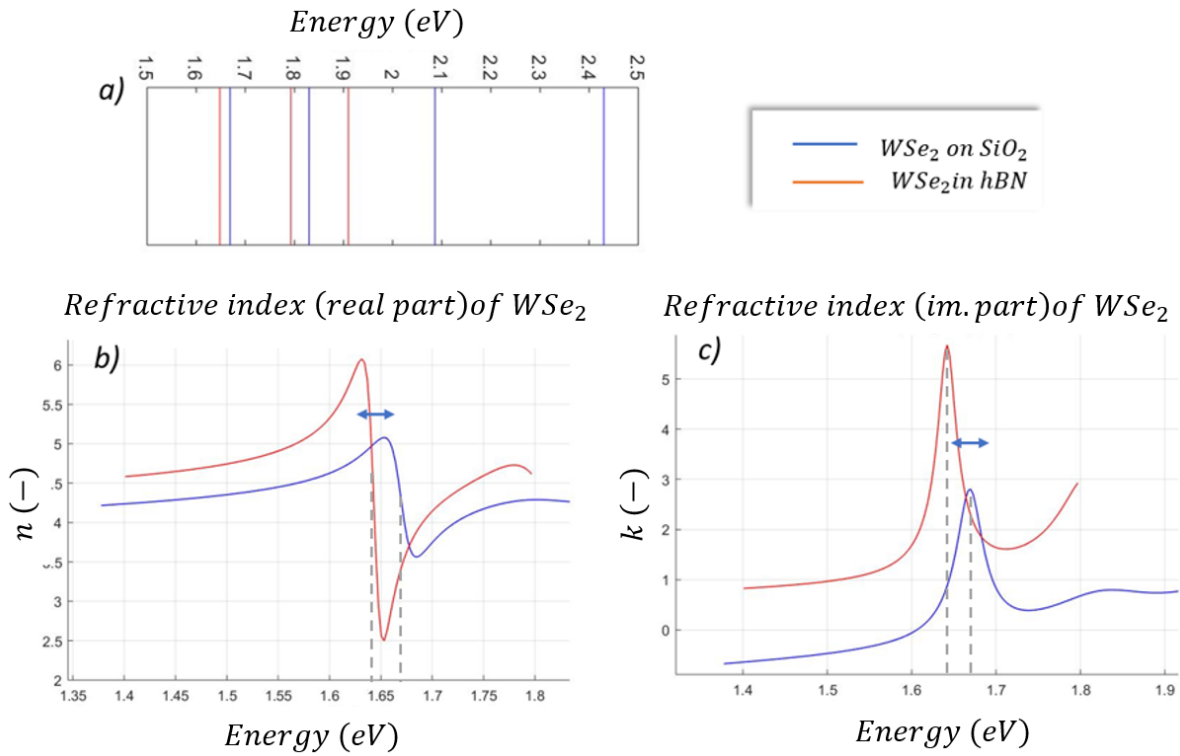 Energy (eV)
1.5 1.6 1.7 1.8 1.9 2 2.1 2.2 2.3 2.4 2.5
a)
WSe₂ on SiO₂
WSe₂in hBN
Refractive index (real part)of WSe₂
b)
6
5.5
5
.5
4
.5
3
2.5
2
n (−)
1.35 1.4 1.45 1.5 1.55 1.6 1.65 1.7 1.75 1.8
Energy (eV)
Refractive index (im. part)of WSe₂
c)
5
4
3
2
1
0
k (−)
1.4 1.5 1.6 1.7 1.8 1.9
Energy (eV)